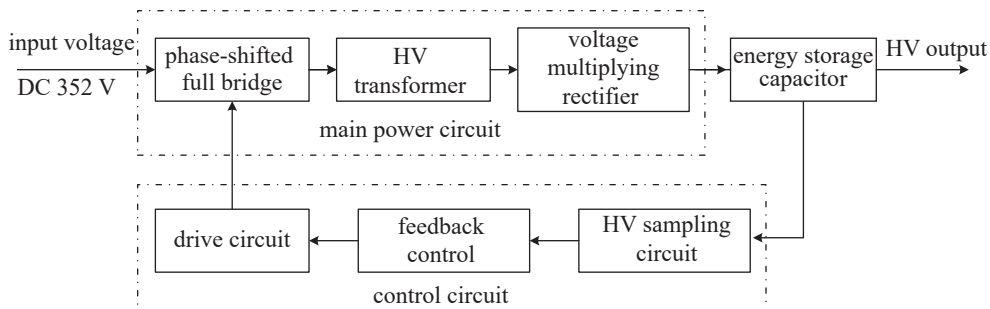 input voltage
DC 352 V
phase-shifted
full bridge
HV
transformer
voltage
multiplying
rectifier
energy storage
capacitor
HV output
main power circuit
drive circuit
feedback
control
HV sampling
circuit
control circuit